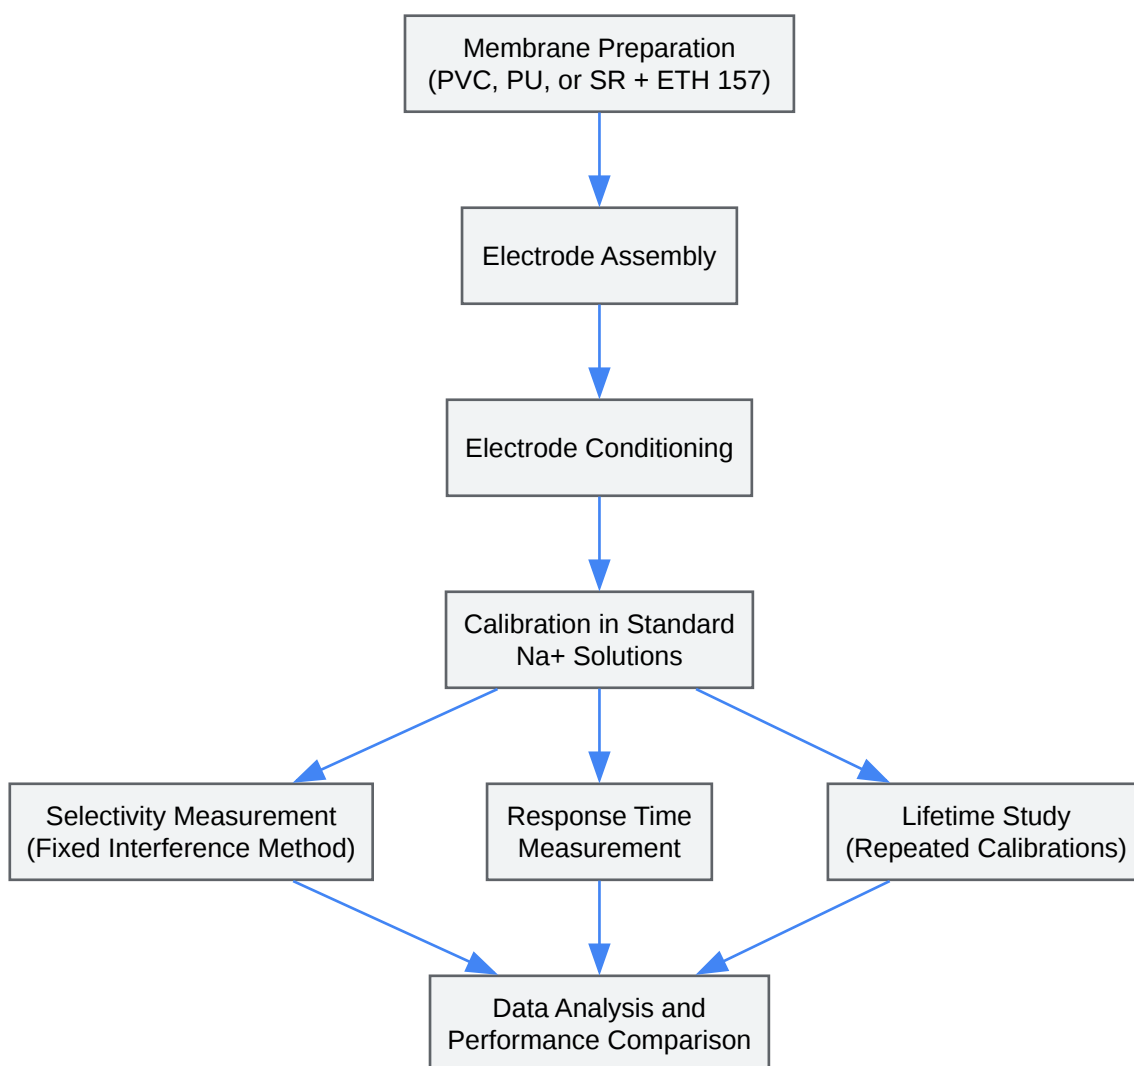 Membrane Preparation
(PVC, PU, or SR + ETH 157)
Electrode Assembly
Electrode Conditioning
Calibration in Standard
Na+ Solutions
Selectivity Measurement
(Fixed Interference Method)
Response Time
Measurement
Lifetime Study
(Repeated Calibrations)
Data Analysis and
Performance Comparison